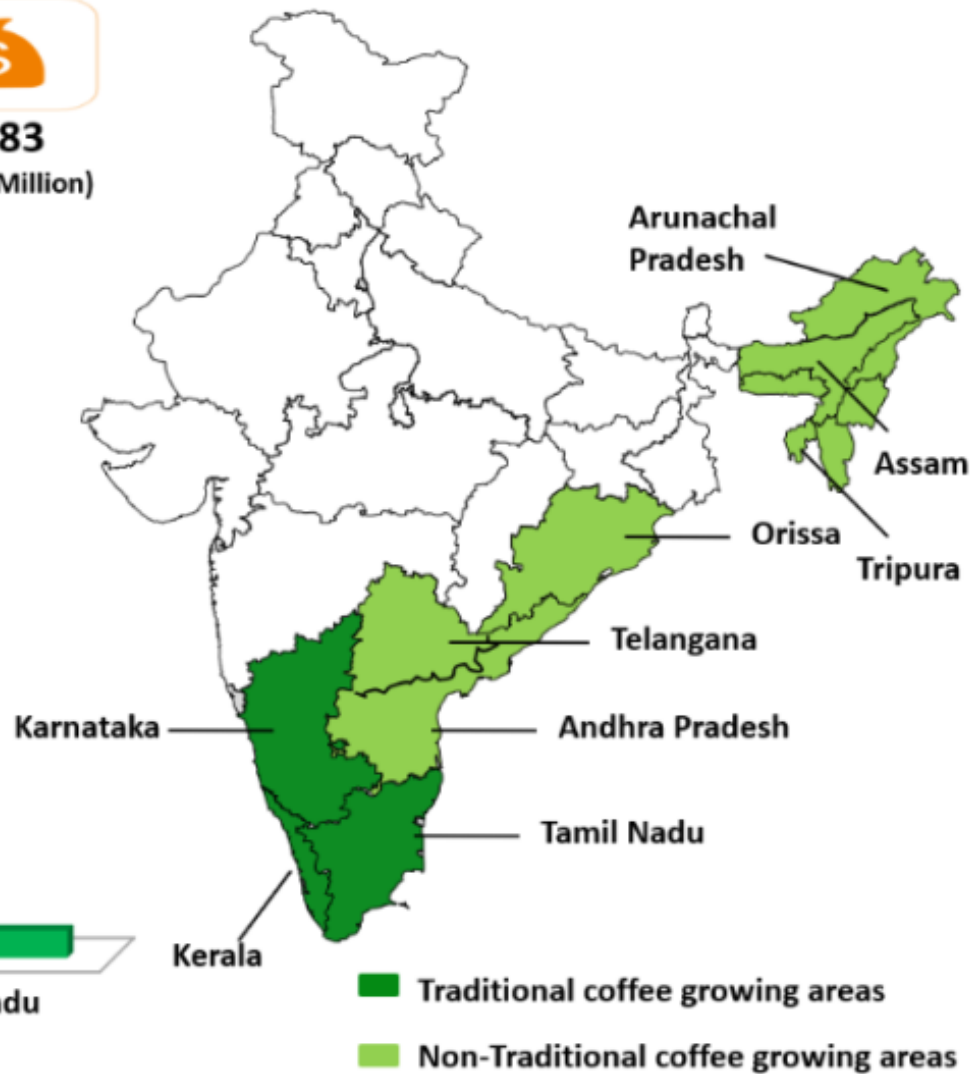 83
Million)
Arunachal
Pradesh
Assam
Orissa
Tripura
Telangana
Karnataka
Andhra Pradesh
Tamil Nadu
Kerala
Traditional coffee growing areas
Non-Traditional coffee growing areas